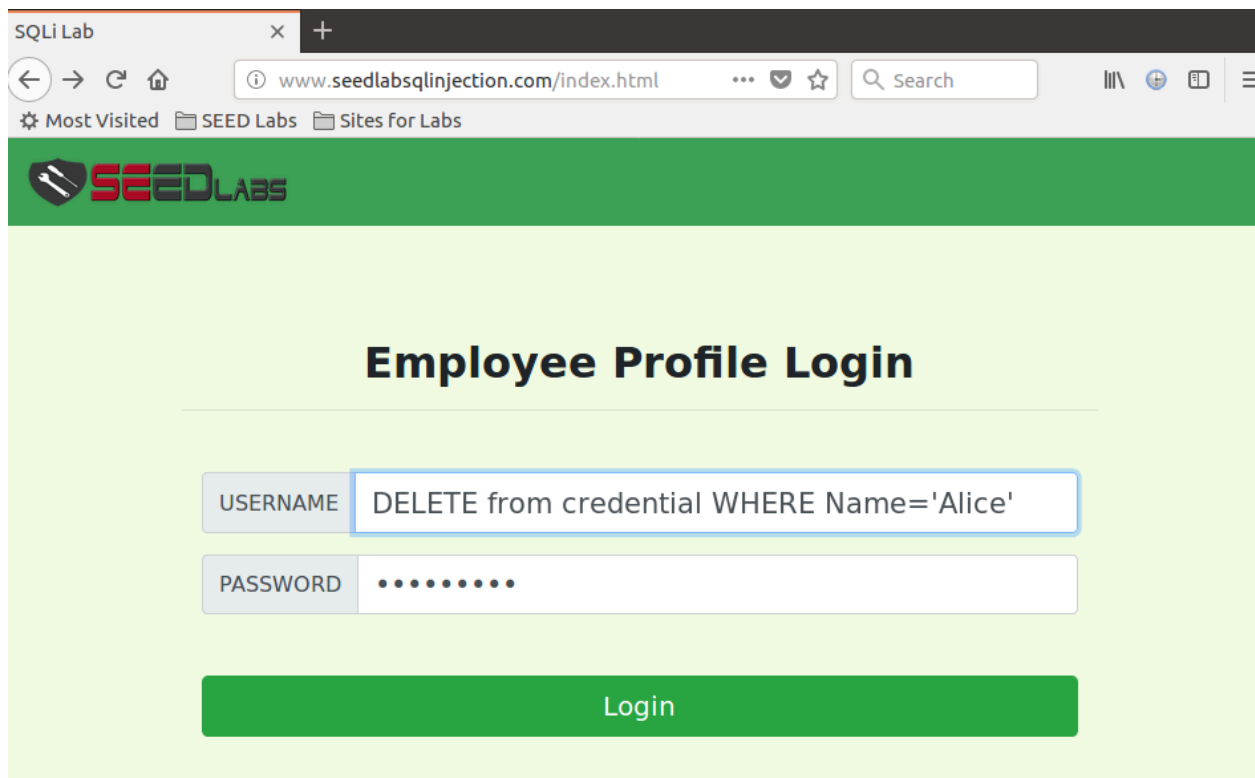 SQLi Lab
www.seedlabsqlinjection.com/index.html
Search
Most Visited SEED Labs Sites for Labs
SEEDLABS
Employee Profile Login
USERNAME DELETE from credential WHERE Name='Alice'
PASSWORD •••••••••
Login